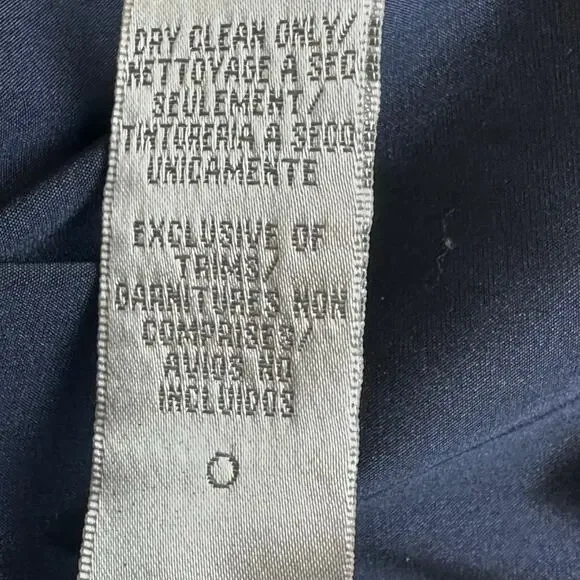 DRY CLEAN ONLY/
NETTOYAGE A SEC
SEULEMENT/
TINTORERIA A SECO
UNICAMENTE
EXCLUSIVE OF
TRIMS/
GARNITURES NON
COMPRISES/
AVIOS NO
INCLUIDOS